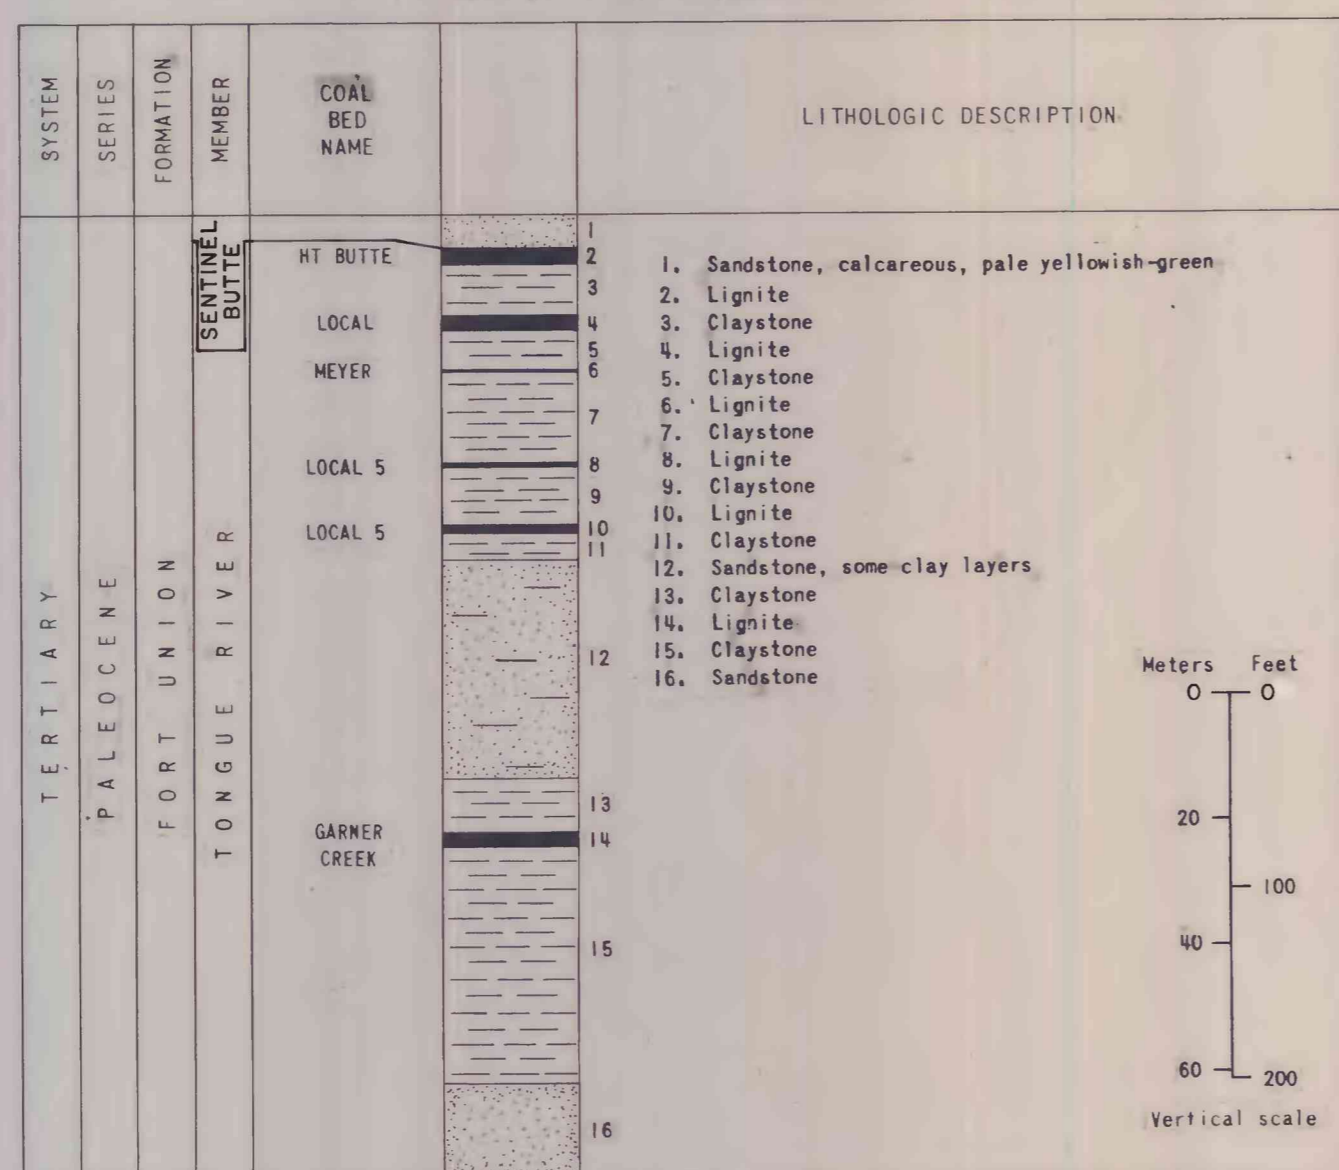 SYSTEM
SERIES
FORMATION
MEMBER
COAL
BED
NAME
LITHOLOGIC DESCRIPTION
TERTIARY
PALEOCENE
FORT UNION
SENTINEL
BUTTE
TONGUE RIVER
HT BUTTE
LOCAL
MEYER
LOCAL 5
LOCAL 5
GARNER
CREEK
1
2
3
4
5
6
7
8
9
10
11
12
13
14
15
16
1. Sandstone, calcareous, pale yellowish-green
2. Lignite
3. Claystone
4. Lignite
5. Claystone
6. Lignite
7. Claystone
8. Lignite
9. Claystone
10. Lignite
11. Claystone
12. Sandstone, some clay layers
13. Claystone
14. Lignite
15. Claystone
16. Sandstone
Meters Feet
0 0
20
100
40
60 200
Vertical scale